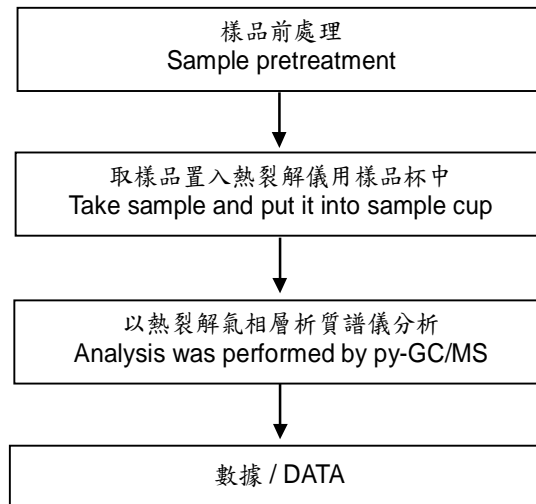 樣品前處理
Sample pretreatment
取樣品置入熱裂解儀用樣品杯中
Take sample and put it into sample cup
以熱裂解氣相層析質譜儀分析
Analysis was performed by py-GC/MS
數據 / DATA